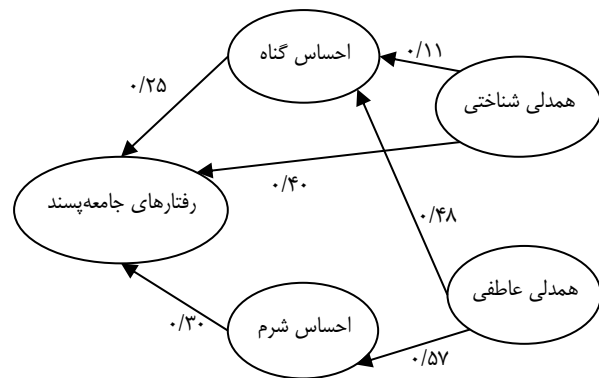 احساس گناه
۰/۱۱
۰/۲۵
همدلی شناختی
۰/۴۰
رفتارهای جامعه‌پسند
۰/۴۸
همدلی عاطفی
۰/۳۰
احساس شرم
۰/۵۷